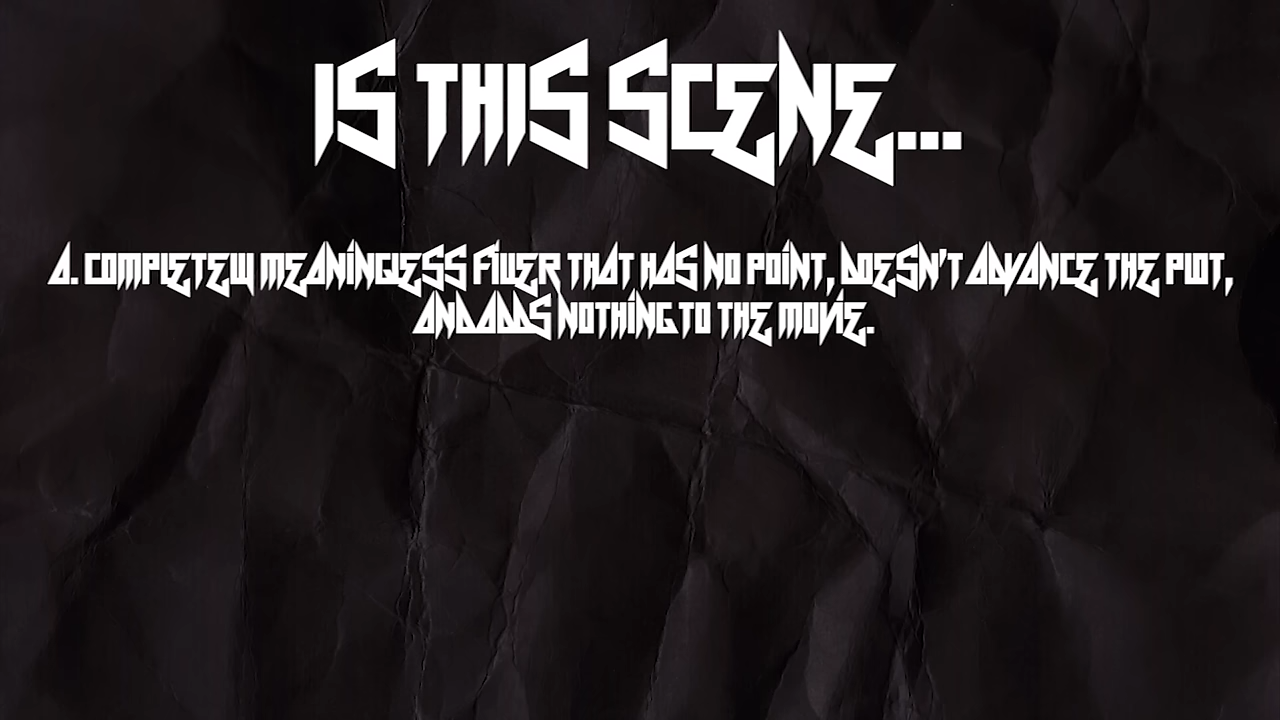 IS THIS SCENE...
A. COMPLETELY MEANINGLESS FILLER THAT HAS NO POINT, DOESN'T ADVANCE THE PLOT,
AND ADDS NOTHING TO THE MOVIE.